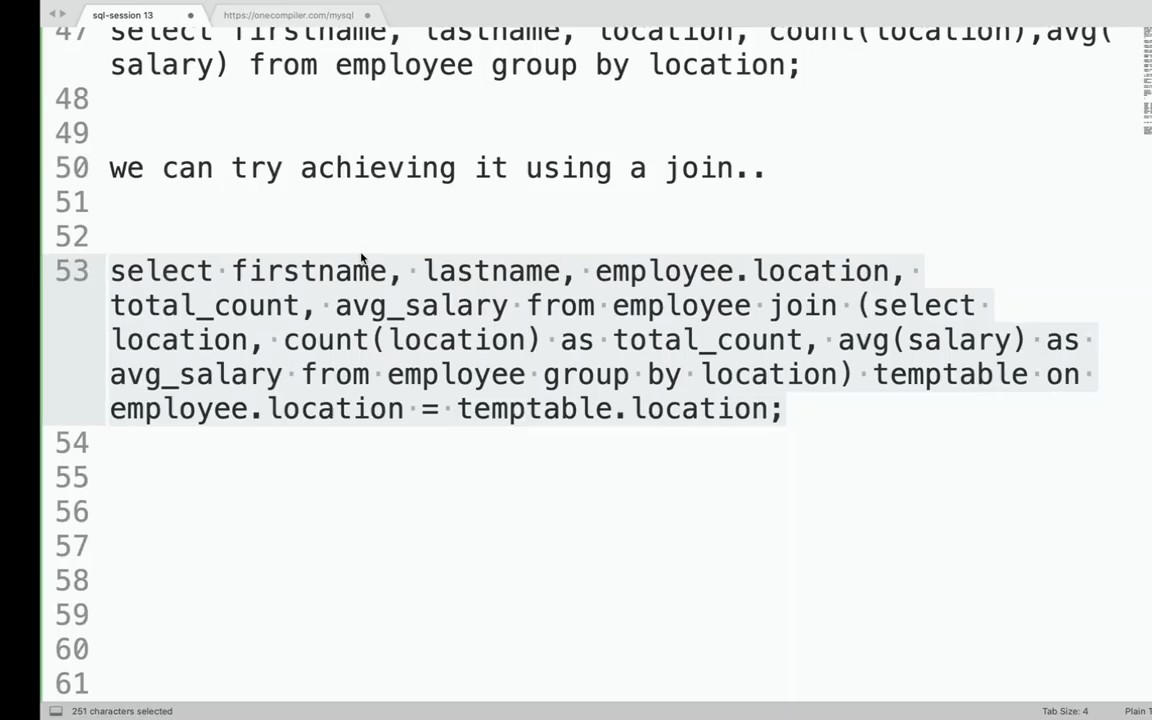 sql-session 13
https://onecompiler.com/mysql
47 select firstname, lastname, location, count(location),avg(
salary) from employee group by location;
48
49
50 we can try achieving it using a join..
51
52
53 select firstname, lastname, employee.location,
total_count, avg_salary from employee join (select
location, count(location) as total_count, avg(salary) as
avg_salary from employee group by location) temptable on
employee.location = temptable.location;
54
55
56
57
58
59
60
61
251 characters selected
Tab Size: 4
Plain T